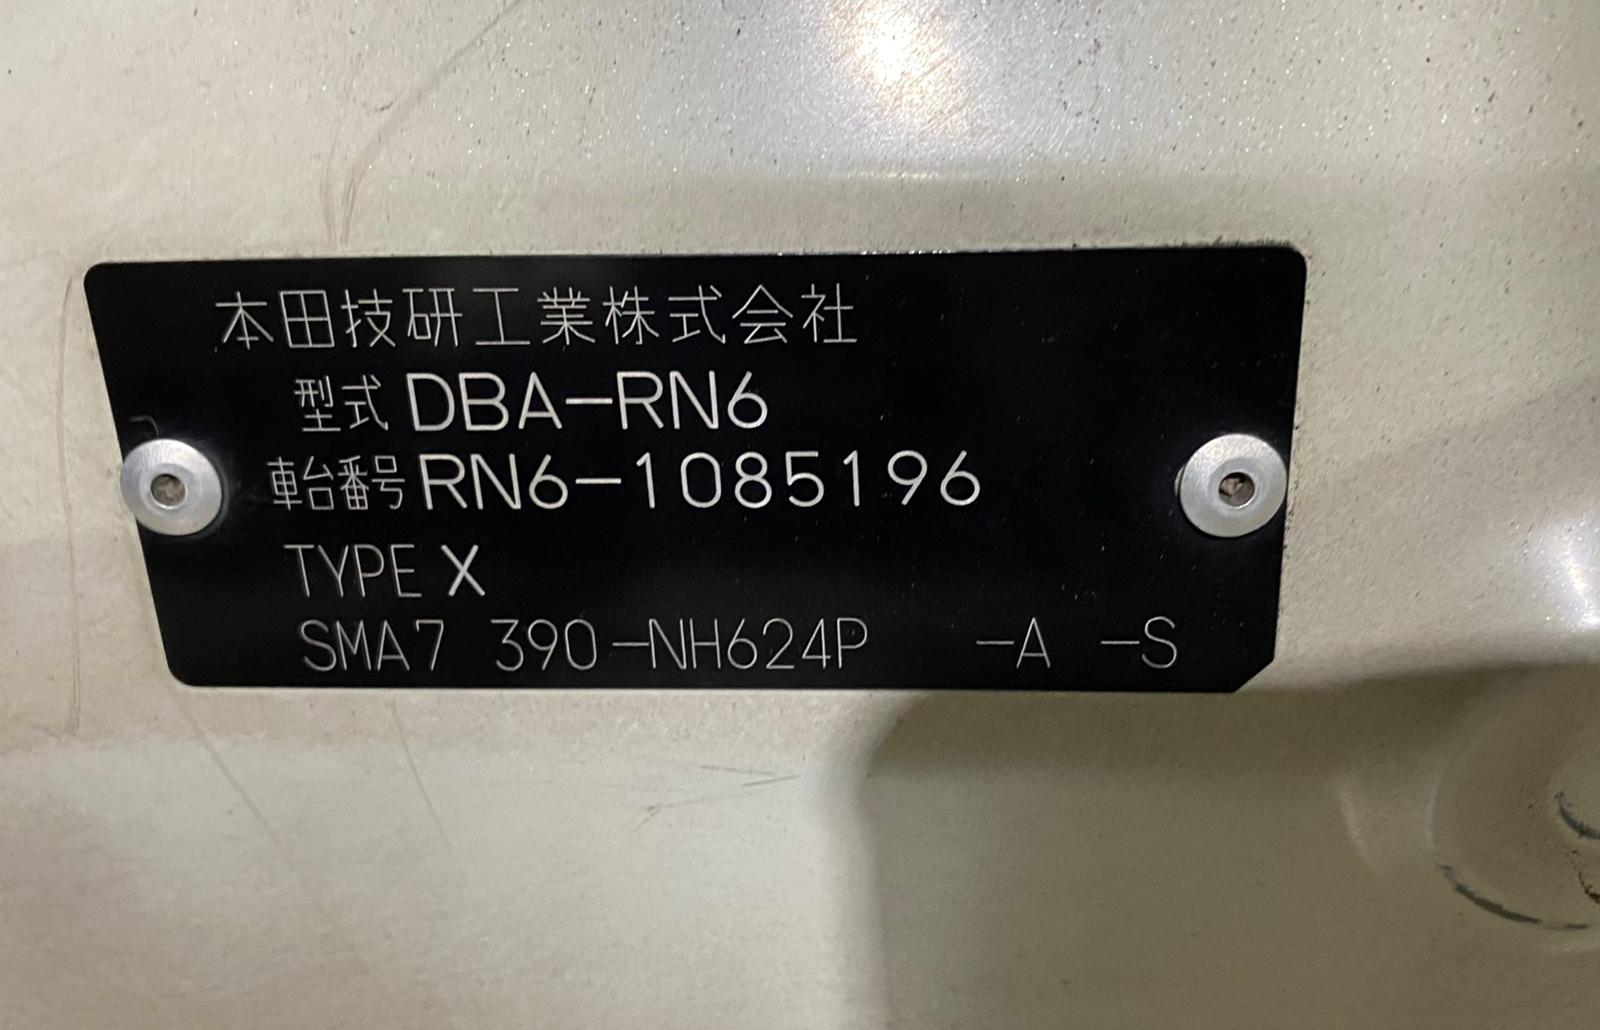 本田技研工業株式会社
型式 DBA-RN6
車台番号 RN6-1085196
TYPE X
SMA7 390-NH624P -A -S